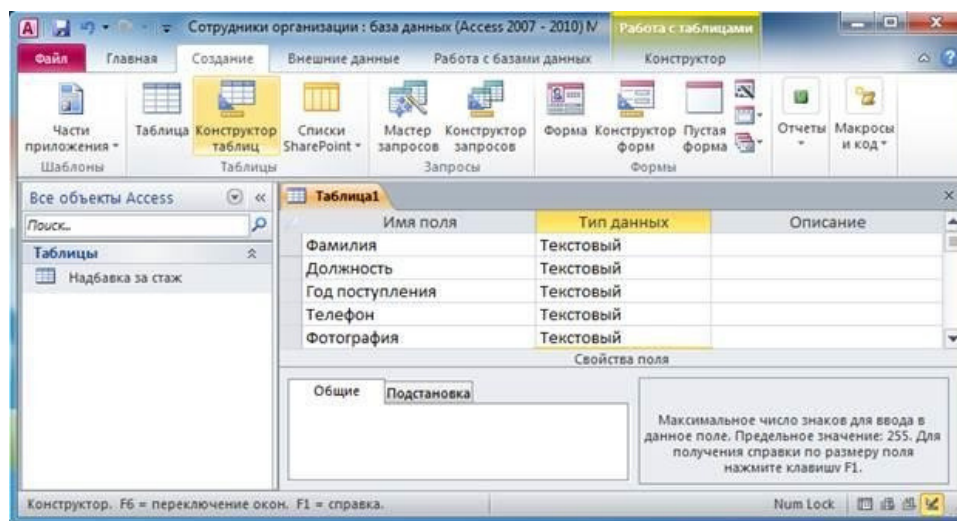 Сотрудники организации : база данных (Access 2007 - 2010) M
Работа с таблицами
Файл Главная Создание Внешние данные Работа с базами данных Конструктор
Части приложения
Таблица
Конструктор таблиц
Списки SharePoint
Мастер запросов
Конструктор запросов
Форма
Конструктор форм
Пустая форма
Отчеты
Макросы и код
Шаблоны Таблицы Запросы Формы
Все объекты Access
Поиск...
Таблицы
Надбавка за стаж
Таблица1
Имя поля Тип данных Описание
Фамилия Текстовый
Должность Текстовый
Год поступления Текстовый
Телефон Текстовый
Фотография Текстовый
Свойства поля
Общие Подстановка
Максимальное число знаков для ввода в
данное поле. Предельное значение: 255. Для
получения справки по размеру поля
нажмите клавишу F1.
Конструктор. F6 = переключение окон. F1 = справка. Num Lock